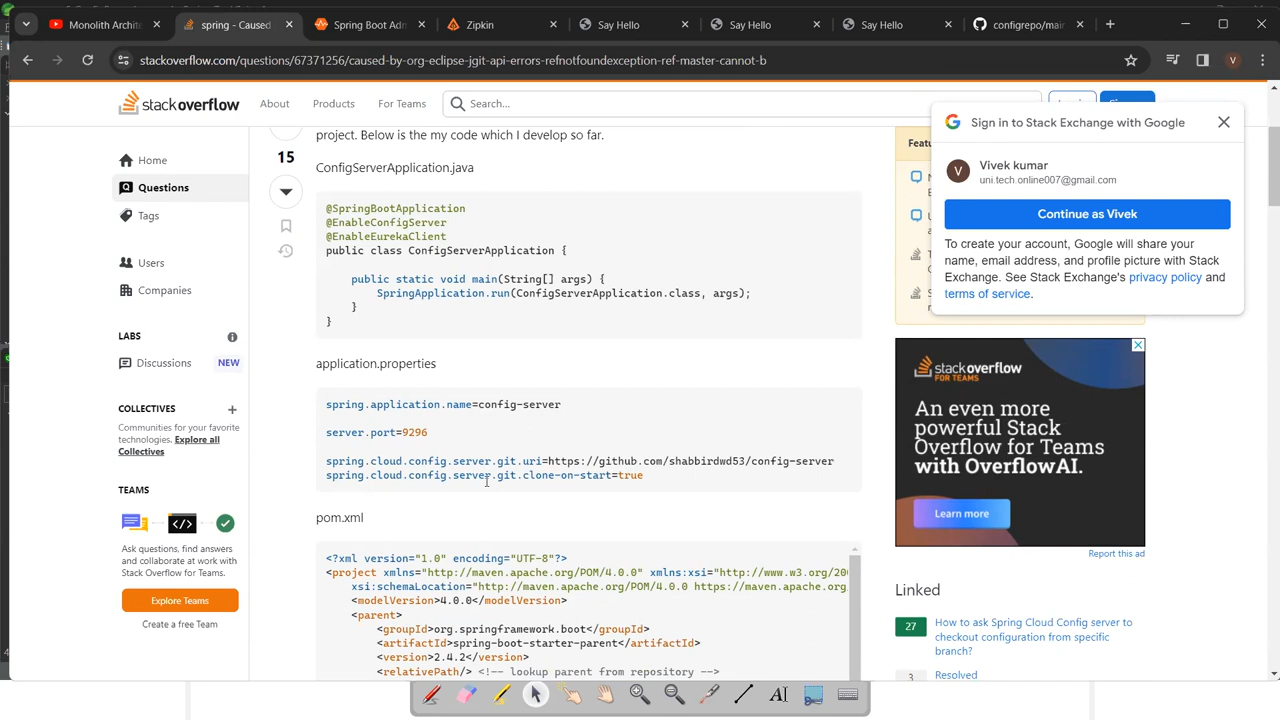 Monolith Archite
spring - Caused
Spring Boot Adm
Zipkin
Say Hello
Say Hello
Say Hello
configrepo/main
stackoverflow.com/questions/67371256/caused-by-org-eclipse-jgit-api-errors-refnotfoundexception-ref-master-cannot-b
V
stackoverflow
About
Products
For Teams
Search...
Sign in to Stack Exchange with Google
Vivek kumar
uni.tech.online007@gmail.com
Continue as Vivek
To create your account, Google will share your
name, email address, and profile picture with Stack
Exchange. See Stack Exchange's privacy policy and
terms of service.
Home
Questions
Tags
Users
Companies
LABS
Discussions NEW
COLLECTIVES
Communities for your favorite
technologies. Explore all
Collectives
TEAMS
Ask questions, find answers
and collaborate at work with
Stack Overflow for Teams.
Explore Teams
Create a free Team
15
project. Below is the my code which I develop so far.
ConfigServerApplication.java
@SpringBootApplication
@EnableConfigServer
@EnableEurekaClient
public class ConfigServerApplication {
public static void main(String[] args) {
SpringApplication.run(ConfigServerApplication.class, args);
}
}
application.properties
spring.application.name=config-server
server.port=9296
spring.cloud.config.server.git.uri=https://github.com/shabbirdwd53/config-server
spring.cloud.config.server.git.clone-on-start=true
pom.xml
<?xml version="1.0" encoding="UTF-8"?>
<project xmlns="http://maven.apache.org/POM/4.0.0" xmlns:xsi="http://www.w3.org/200
xsi:schemaLocation="http://maven.apache.org/POM/4.0.0 https://maven.apache.org
<modelVersion>4.0.0</modelVersion>
<parent>
<groupId>org.springframework.boot</groupId>
<artifactId>spring-boot-starter-parent</artifactId>
<version>2.4.2</version>
<relativePath/> <!-- lookup parent from repository -->
Featu
stackoverflow
FOR TEAMS
An even more
powerful Stack
Overflow for Teams
with OverflowAI.
Learn more
Report this ad
Linked
27 How to ask Spring Cloud Config server to
checkout configuration from specific
branch?
3 Resolved
AI